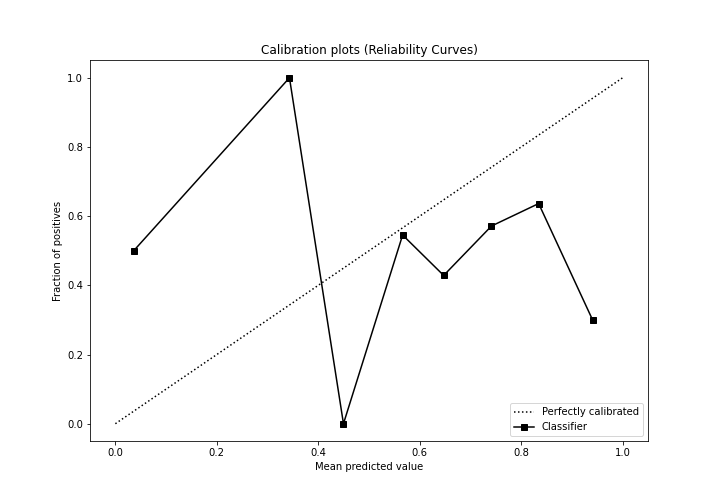 Calibration plots (Reliability Curves)
1.0
0.8
0.6
0.4
0.2
0.0
Fraction of positives
0.0 0.2 0.4 0.6 0.8 1.0
Mean predicted value
Perfectly calibrated
Classifier